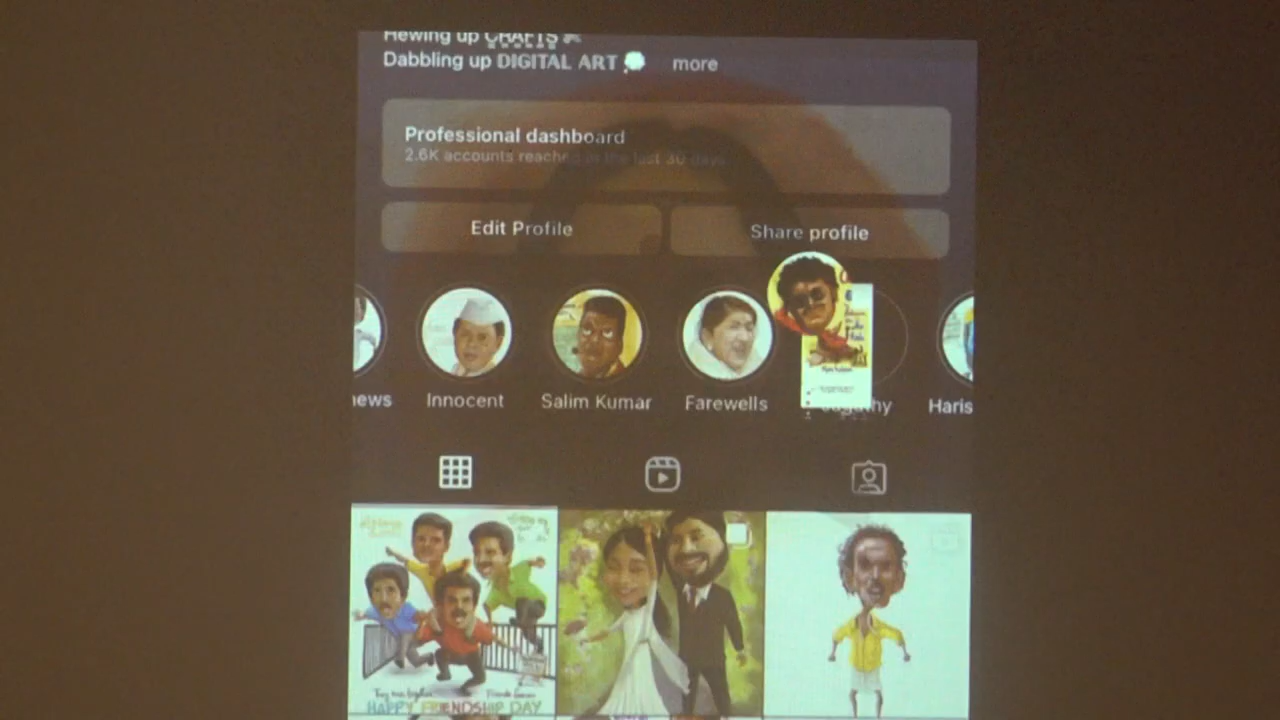 Hewing up CRAFTS
Dabbling up DIGITAL ART more
Professional dashboard
2.6K accounts reached in the last 30 days
Edit Profile
Share profile
news
Innocent
Salim Kumar
Farewells
Haris
HAPPY FRIENDSHIP DAY